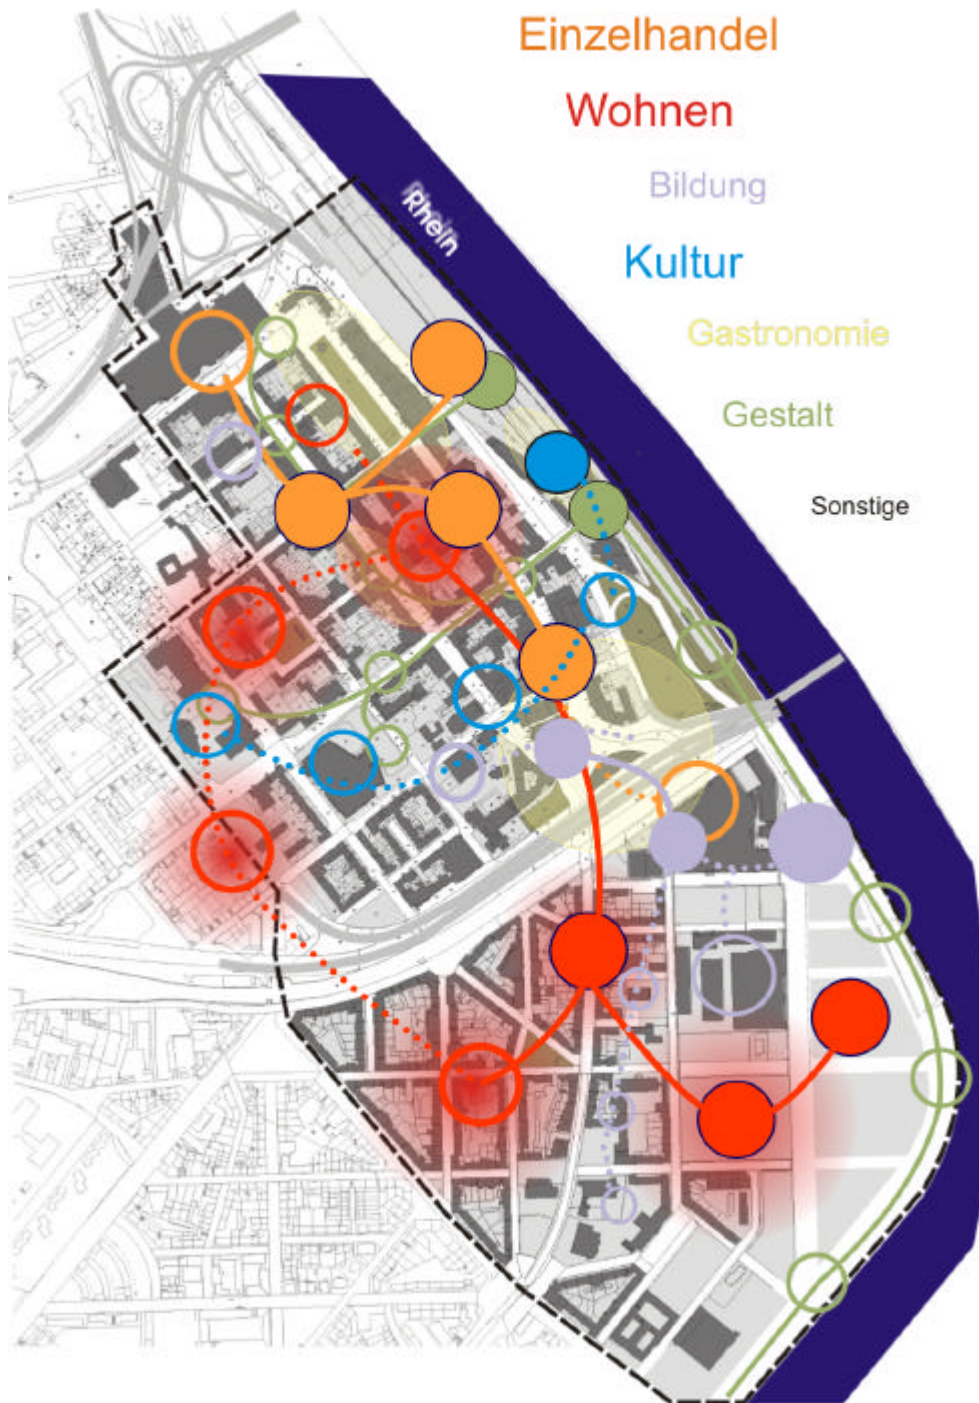 Einzelhandel
Wohnen
Bildung
Rhein
Kultur
Gastronomie
Gestalt
Sonstige